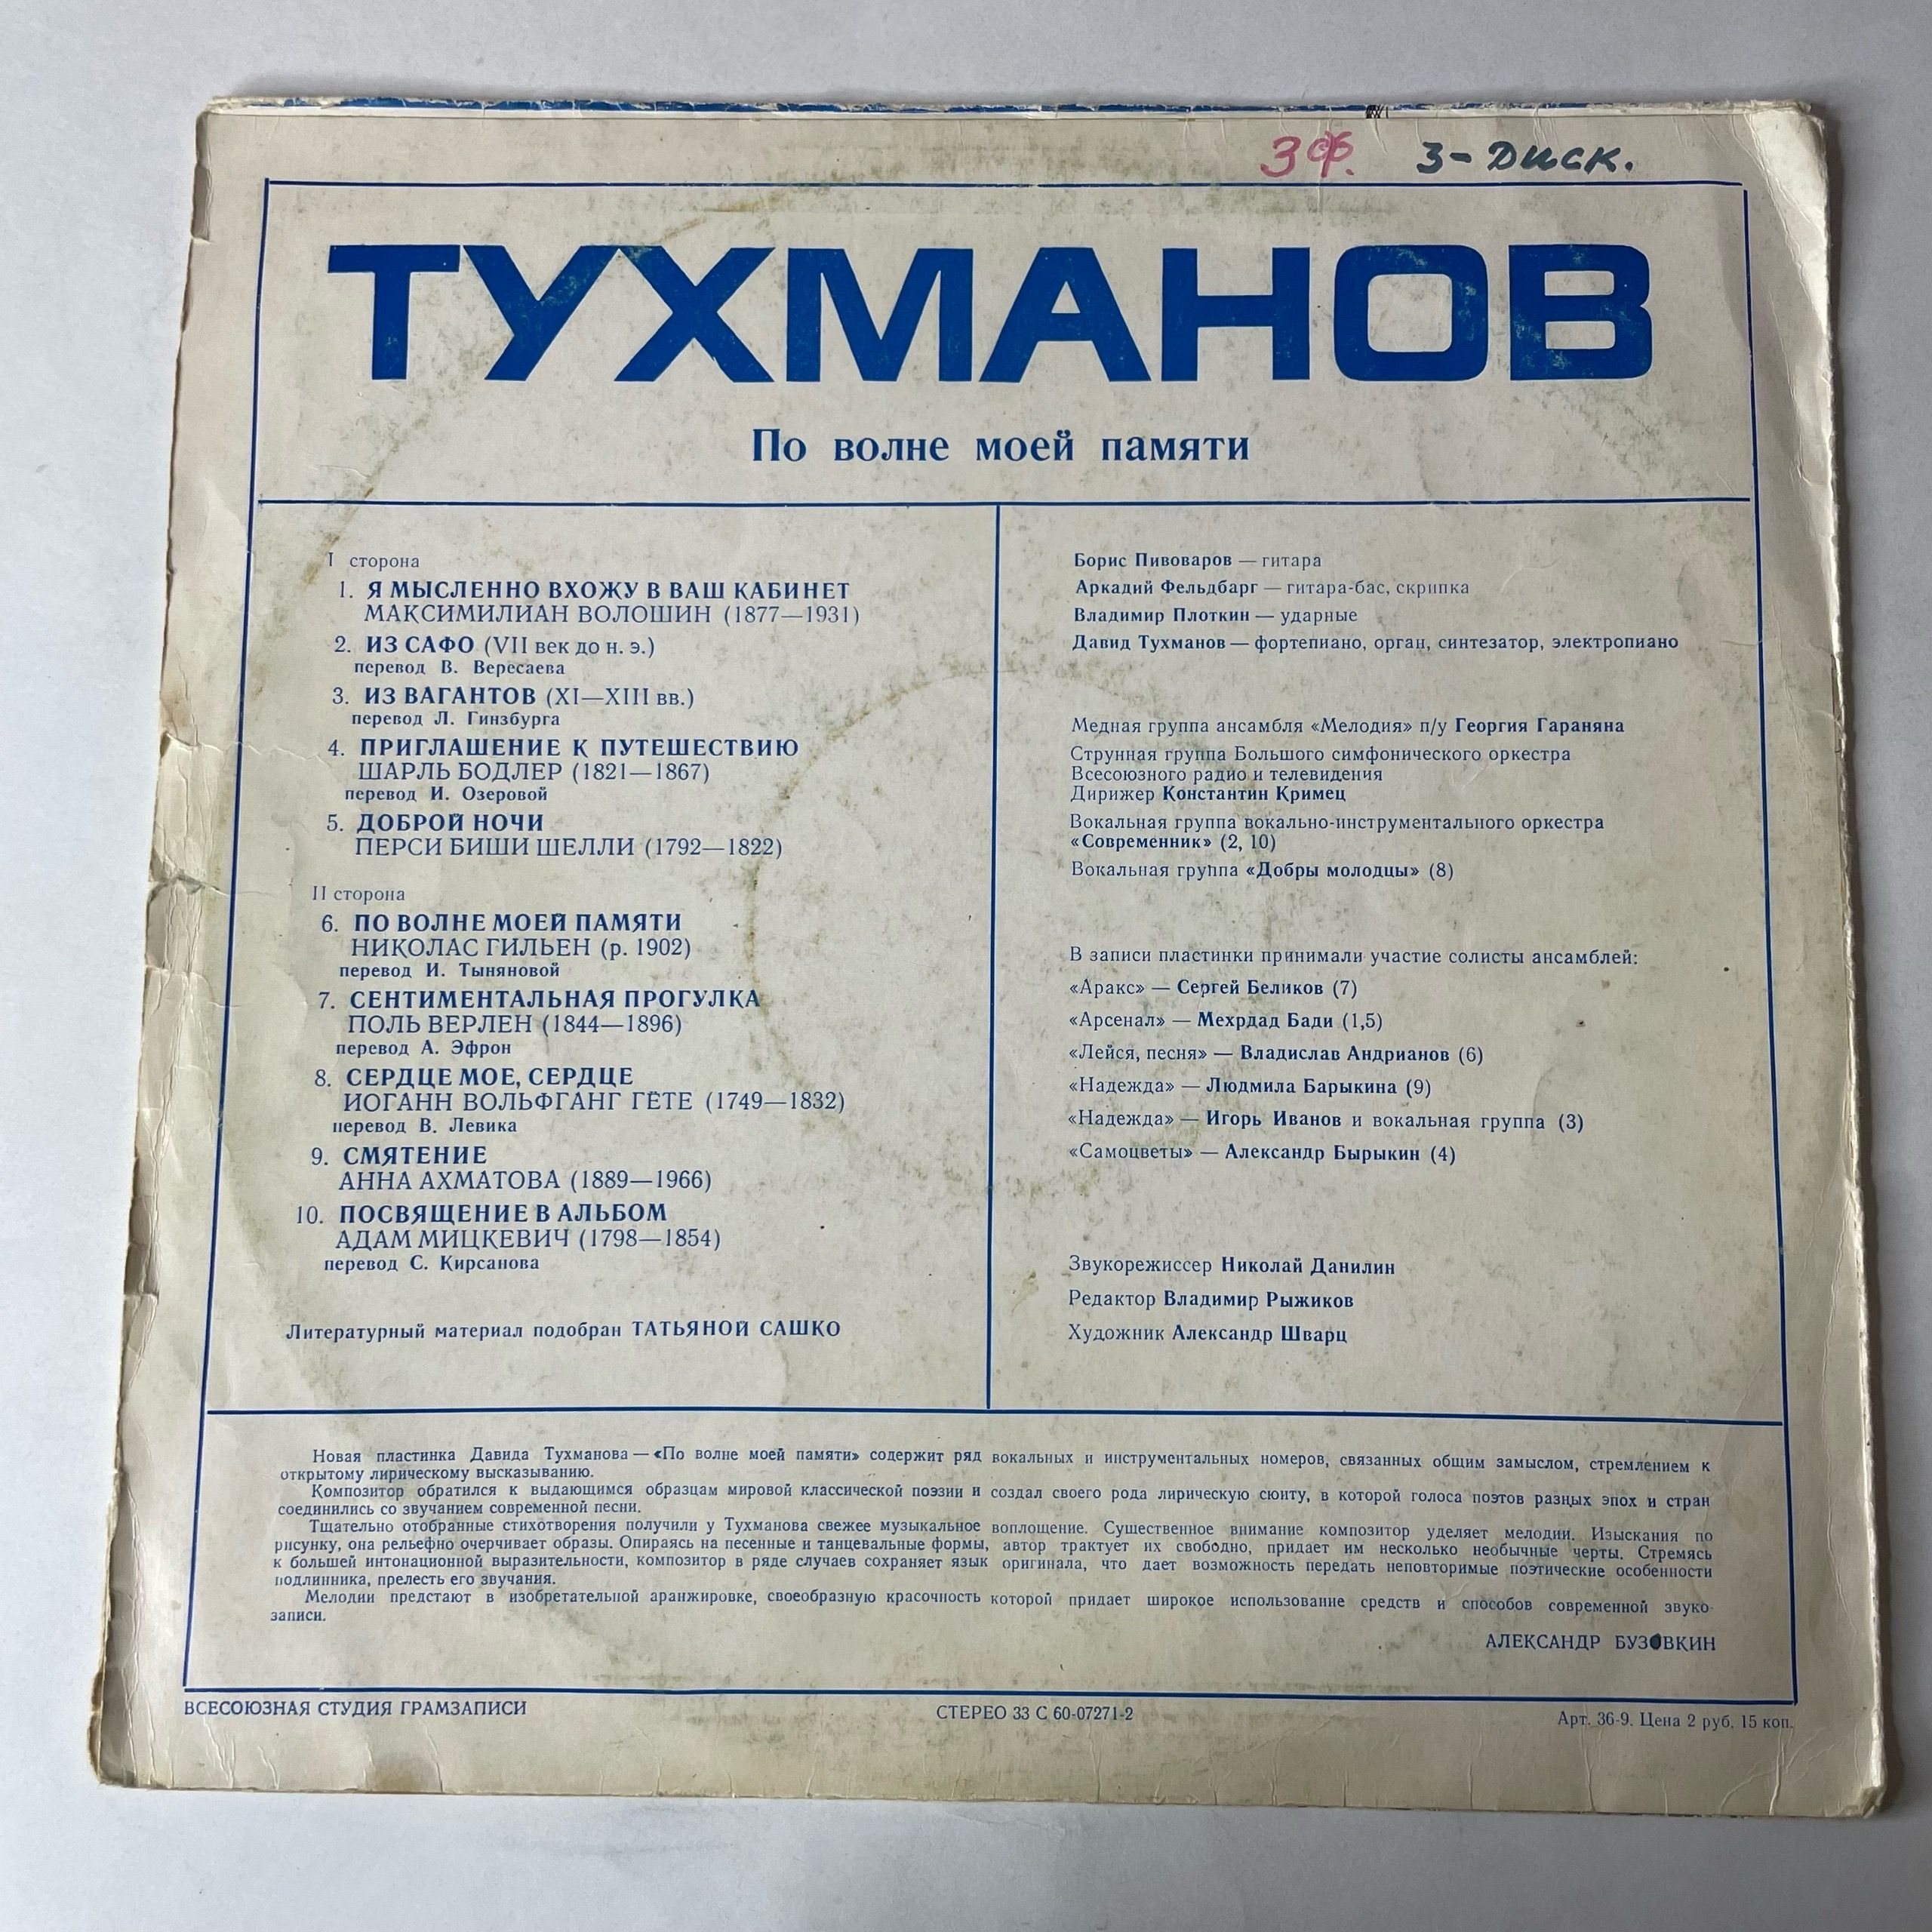 3ф. 3-Диск.
ТУХМАНОВ
По волне моей памяти
I сторона
1. Я МЫСЛЕННО ВХОЖУ В ВАШ КАБИНЕТ
МАКСИМИЛИАН ВОЛОШИН (1877—1931)
2. ИЗ САФО (VII век до н. э.)
перевод В. Вересаева
3. ИЗ ВАГАНТОВ (XI—XIII вв.)
перевод Л. Гинзбурга
4. ПРИГЛАШЕНИЕ К ПУТЕШЕСТВИЮ
ШАРЛЬ БОДЛЕР (1821—1867)
перевод И. Озеровой
5. ДОБРОЙ НОЧИ
ПЕРСИ БИШИ ШЕЛЛИ (1792—1822)
II сторона
6. ПО ВОЛНЕ МОЕЙ ПАМЯТИ
НИКОЛАС ГИЛЬЕН (р. 1902)
перевод И. Тыняновой
7. СЕНТИМЕНТАЛЬНАЯ ПРОГУЛКА
ПОЛЬ ВЕРЛЕН (1844—1896)
перевод А. Эфрон
8. СЕРДЦЕ МОЕ, СЕРДЦЕ
ИОГАНН ВОЛЬФГАНГ ГЁТЕ (1749—1832)
перевод В. Левика
9. СМЯТЕНИЕ
АННА АХМАТОВА (1889—1966)
10. ПОСВЯЩЕНИЕ В АЛЬБОМ
АДАМ МИЦКЕВИЧ (1798—1854)
перевод С. Кирсанова
Литературный материал подобран ТАТЬЯНОЙ САШКО
Борис Пивоваров — гитара
Аркадий Фельдбарг — гитара-бас, скрипка
Владимир Плоткин — ударные
Давид Тухманов — фортепиано, орган, синтезатор, электропиано
Медная группа ансамбля «Мелодия» п/у Георгия Гараняна
Струнная группа Большого симфонического оркестра
Всесоюзного радио и телевидения
Дирижер Константин Кримец
Вокальная группа вокально-инструментального оркестра
«Современник» (2, 10)
Вокальная группа «Добры молодцы» (8)
В записи пластинки принимали участие солисты ансамблей:
«Аракс» — Сергей Беликов (7)
«Арсенал» — Мехрдад Бади (1,5)
«Лейся, песня» — Владислав Андрианов (6)
«Надежда» — Людмила Барыкина (9)
«Надежда» — Игорь Иванов и вокальная группа (3)
«Самоцветы» — Александр Бырыкин (4)
Звукорежиссер Николай Данилин
Редактор Владимир Рыжиков
Художник Александр Шварц
Новая пластинка Давида Тухманова — «По волне моей памяти» содержит ряд вокальных и инструментальных номеров, связанных общим замыслом, стремлением к
открытому лирическому высказыванию.
Композитор обратился к выдающимся образцам мировой классической поэзии и создал своего рода лирическую сюиту, в которой голоса поэтов разных эпох и стран
соединились со звучанием современной песни.
Тщательно отобранные стихотворения получили у Тухманова свежее музыкальное воплощение. Существенное внимание композитор уделяет мелодии. Изыскания по
рисунку, она рельефно очерчивает образы. Опираясь на песенные и танцевальные формы, автор трактует их свободно, придает им несколько необычные черты. Стремясь
к большей интонационной выразительности, композитор в ряде случаев сохраняет язык оригинала, что дает возможность передать неповторимые поэтические особенности
подлинника, прелесть его звучания.
Мелодии предстают в изобретательной аранжировке, своеобразную красочность которой придает широкое использование средств и способов современной звуко-
записи.
АЛЕКСАНДР БУЗОВКИН
ВСЕСОЮЗНАЯ СТУДИЯ ГРАМЗАПИСИ
СТЕРЕО 33 С 60-07271-2
Арт. 36-9. Цена 2 руб. 15 коп.